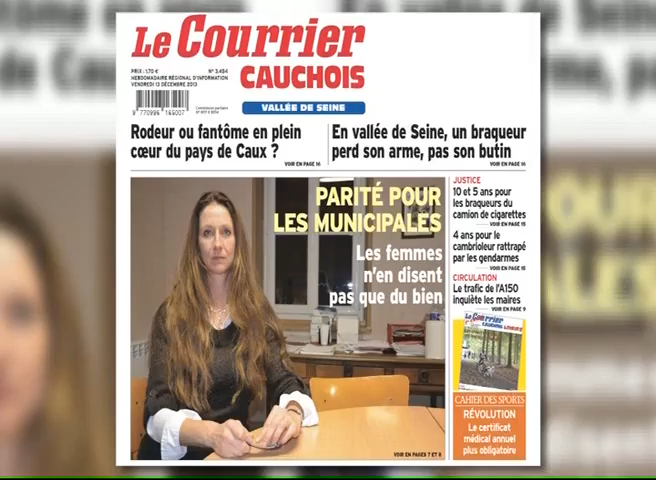 Le Courrier
CAUCHOIS
PRIX : 1,70 €
N° 3.494
HEBDOMADAIRE RÉGIONAL D'INFORMATION
VENDREDI 13 DÉCEMBRE 2013
VALLÉE DE SEINE
Rodeur ou fantôme en plein
cœur du pays de Caux ?
VOIR EN PAGE 16
En vallée de Seine, un braqueur
perd son arme, pas son butin
VOIR EN PAGE 16
PARITÉ POUR
LES MUNICIPALES
Les femmes
n'en disent
pas que du bien
VOIR EN PAGES 7 ET 8
JUSTICE
10 et 5 ans pour
les braqueurs du
camion de cigarettes
VOIR EN PAGE 15
4 ans pour le
cambrioleur rattrapé
par les gendarmes
VOIR EN PAGE 15
CIRCULATION
Le trafic de l'A150
inquiète les maires
VOIR EN PAGE 9
Le Courrier
CAHIER DES SPORTS
RÉVOLUTION
Le certificat
médical annuel
plus obligatoire